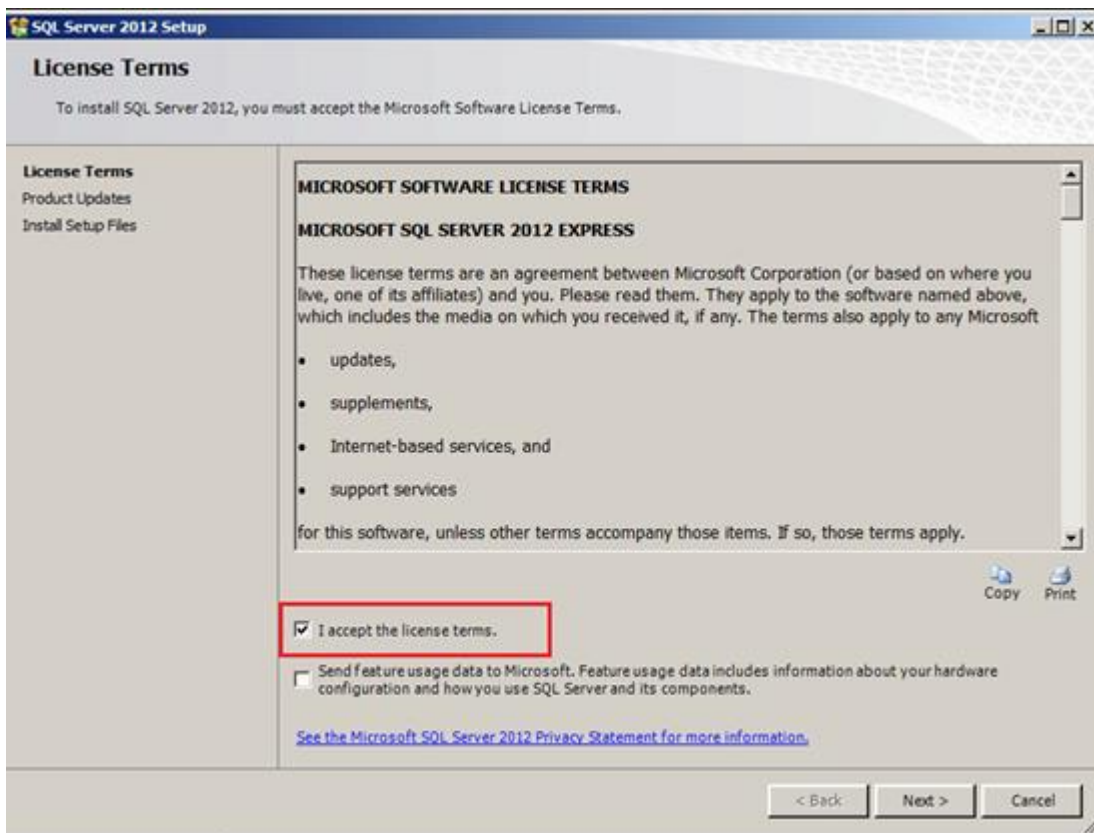 SQL Server 2012 Setup
License Terms
To install SQL Server 2012, you must accept the Microsoft Software License Terms.
License Terms
Product Updates
Install Setup Files
MICROSOFT SOFTWARE LICENSE TERMS
MICROSOFT SQL SERVER 2012 EXPRESS
These license terms are an agreement between Microsoft Corporation (or based on where you
live, one of its affiliates) and you. Please read them. They apply to the software named above,
which includes the media on which you received it, if any. The terms also apply to any Microsoft
• updates,
• supplements,
• Internet-based services, and
• support services
for this software, unless other terms accompany those items. If so, those terms apply.
Copy Print
I accept the license terms.
Send feature usage data to Microsoft. Feature usage data includes information about your hardware
configuration and how you use SQL Server and its components.
See the Microsoft SQL Server 2012 Privacy Statement for more information.
< Back Next > Cancel